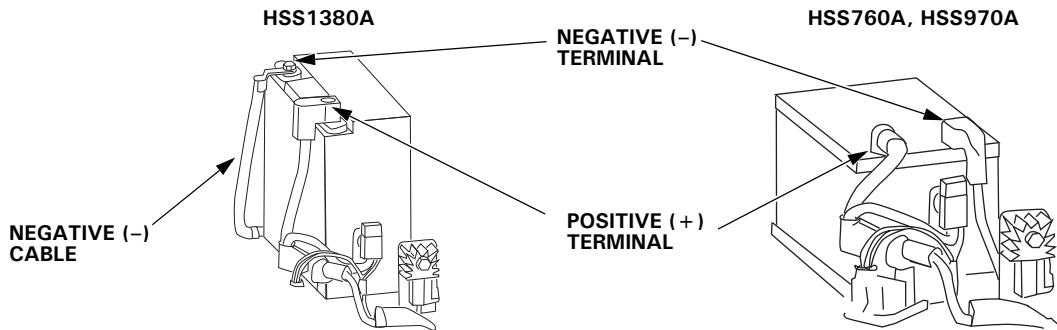 HSS1380A
HSS760A, HSS970A
NEGATIVE (–)
TERMINAL
NEGATIVE (–)
CABLE
POSITIVE (+)
TERMINAL